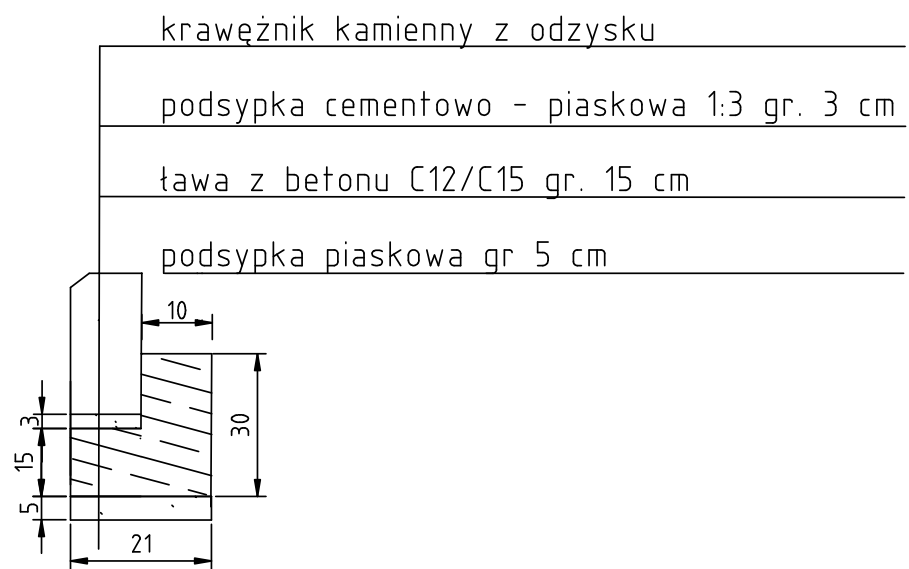 krawężnik kamienny z odzysku
podsypka cementowo - piaskowa 1:3 gr. 3 cm
ława z betonu C12/C15 gr. 15 cm
podsypka piaskowa gr 5 cm
10
3
30
15
5
21